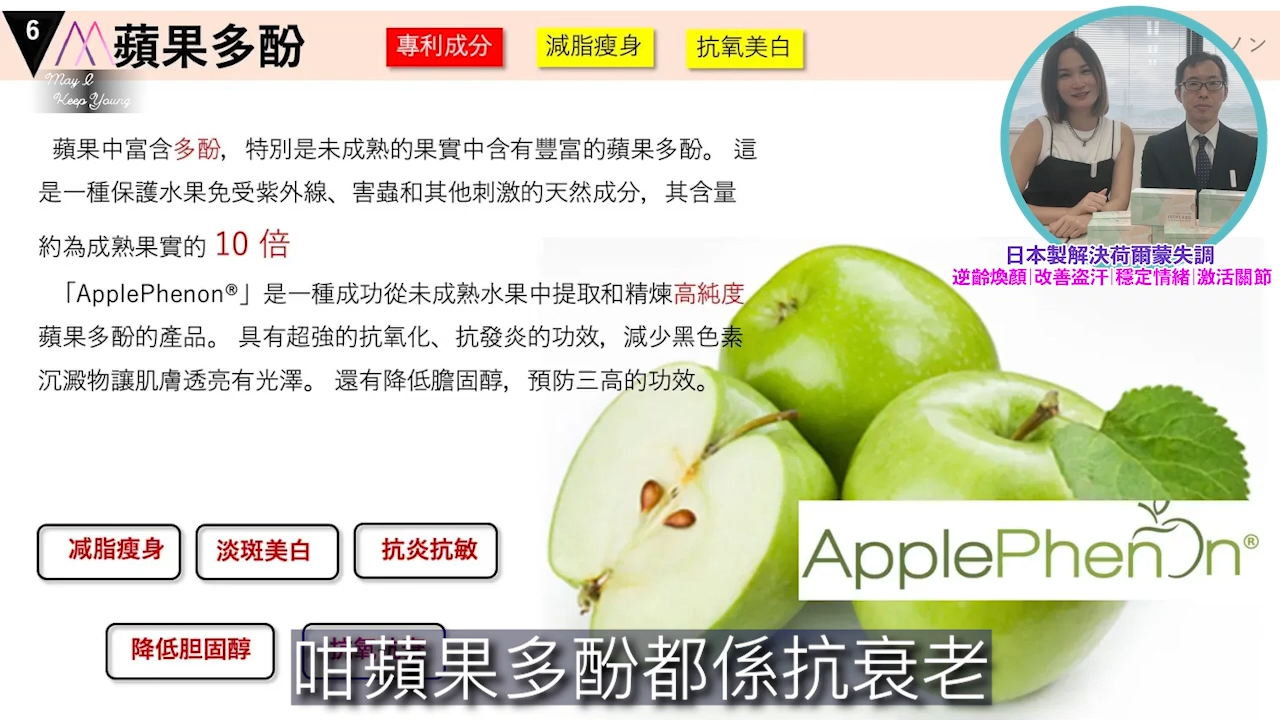 6
蘋果多酚
專利成分
減脂瘦身
抗氧美白
ノン
May I
Keep Young
蘋果中富含多酚，特別是未成熟的果實中含有豐富的蘋果多酚。 這
是一種保護水果免受紫外線、害蟲和其他刺激的天然成分，其含量
約為成熟果實的 10 倍
「ApplePhenon®」是一種成功從未成熟水果中提取和精煉高純度
蘋果多酚的產品。 具有超強的抗氧化、抗發炎的功效，減少黑色素
沉澱物讓肌膚透亮有光澤。 還有降低膽固醇，預防三高的功效。
日本製解決荷爾蒙失調
逆齡煥顏|改善盗汗|穩定情緒|激活關節
減脂瘦身
淡斑美白
抗炎抗敏
ApplePhenon®
降低胆固醇
咁蘋果多酚都係抗衰老